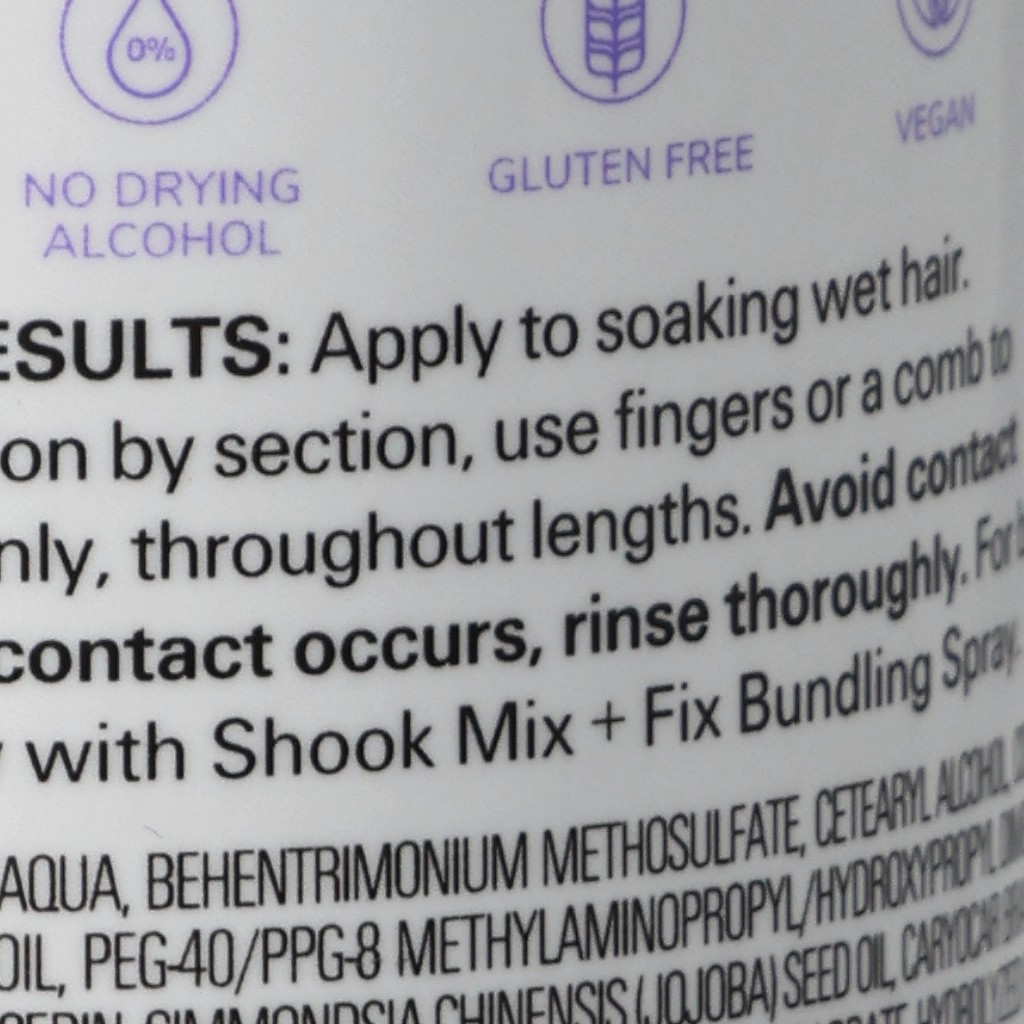 0%
NO DRYING
ALCOHOL
GLUTEN FREE
VEGAN
ESULTS: Apply to soaking wet hair.
on by section, use fingers or a comb to
nly, throughout lengths. Avoid contact
contact occurs, rinse thoroughly. For
with Shook Mix + Fix Bundling Spray.
AQUA, BEHENTRIMONIUM METHOSULFATE, CETEARYL ALCOHOL,
OIL, PEG-40/PPG-8 METHYLAMINOPROPYL/HYDROXYPROPYL
SIMMONDSIA CHINENSIS (JOJOBA) SEED OIL, CARYOCAR